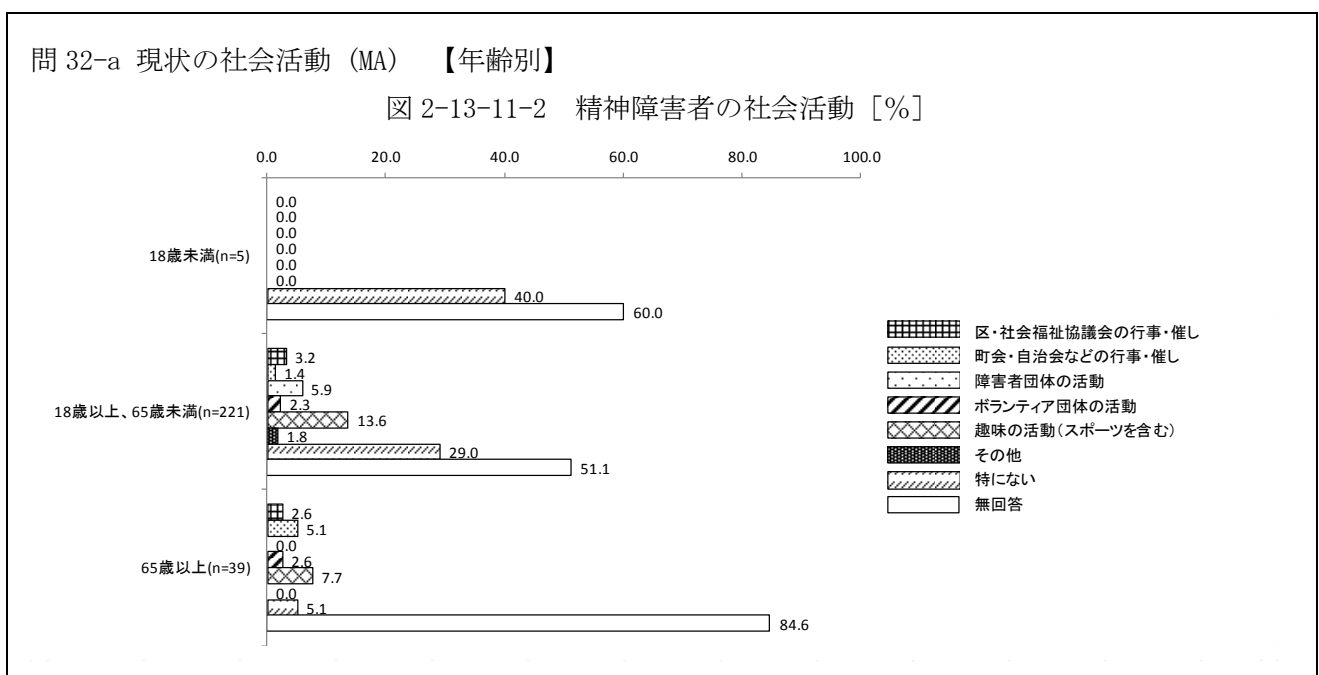 問 32-a 現状の社会活動 (MA) 【年齢別】
図 2-13-11-2 精神障害者の社会活動 [%]
0.0 20.0 40.0 60.0 80.0 100.0
18歳未満(n=5)
0.0
0.0
0.0
0.0
0.0
0.0
40.0
60.0
18歳以上、65歳未満(n=221)
3.2
1.4
5.9
2.3
13.6
1.8
29.0
51.1
65歳以上(n=39)
2.6
5.1
0.0
2.6
7.7
0.0
5.1
84.6
区・社会福祉協議会の行事・催し
町会・自治会などの行事・催し
障害者団体の活動
ボランティア団体の活動
趣味の活動(スポーツを含む)
その他
特にない
無回答